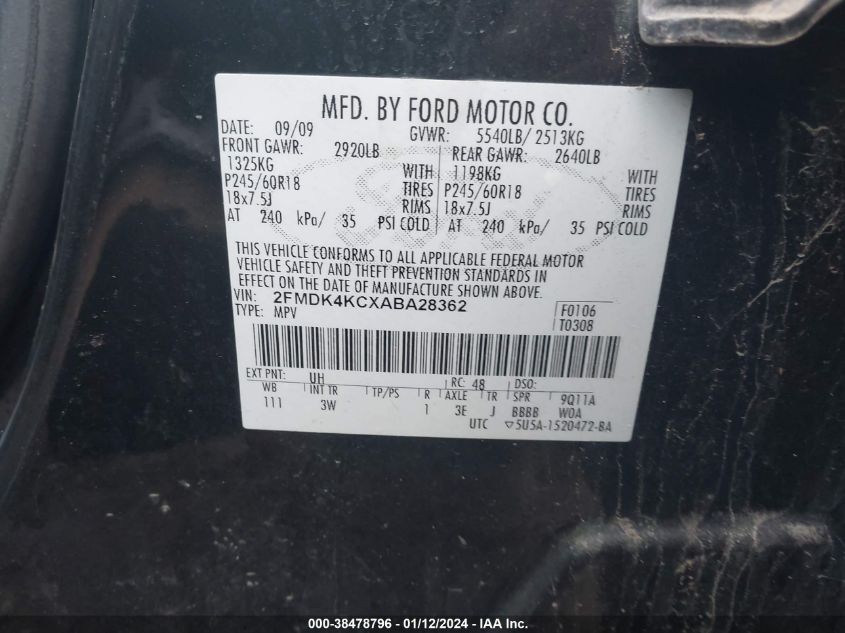 MFD. BY FORD MOTOR CO.
DATE: 09/09 GVWR: 5540LB/ 2513KG
FRONT GAWR: 2920LB REAR GAWR: 2640LB
1325KG WITH 1198KG WITH
P245/60R18 TIRES P245/60R18 TIRES
18x7.5J RIMS 18x7.5J RIMS
AT 240 kPa/ 35 PSI COLD AT 240 kPa/ 35 PSI COLD
THIS VEHICLE CONFORMS TO ALL APPLICABLE FEDERAL MOTOR
VEHICLE SAFETY AND THEFT PREVENTION STANDARDS IN
EFFECT ON THE DATE OF MANUFACTURE SHOWN ABOVE.
VIN: 2FMDK4KCXABA28362 F0106
TYPE: MPV T0308
EXT PNT: UH RC: 48 DSO:
WB INT TR TP/PS R AXLE TR SPR 9Q11A
111 3W 1 3E J BBBB WOA
UTC ▽5U5A-1520472-BA
000-38478796 - 01/12/2024 - IAA Inc.